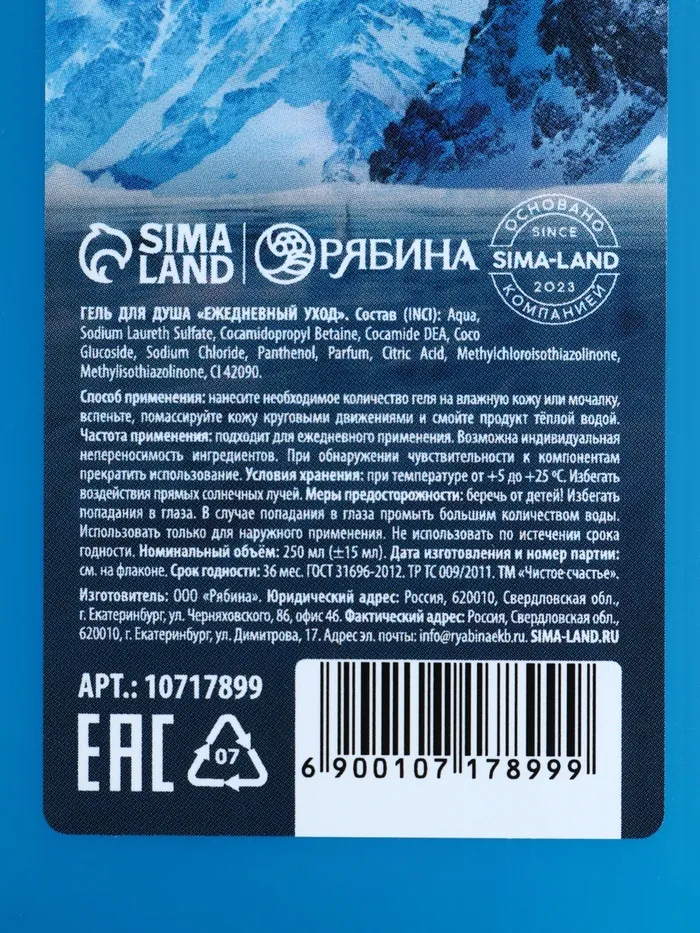 SIMA LAND
РЯБИНА
ОСНОВАНО
SINCE
SIMA-LAND
2023
КОМПАНИЕЙ
ГЕЛЬ ДЛЯ ДУША «ЕЖЕДНЕВНЫЙ УХОД». Состав (INCI): Aqua,
Sodium Laureth Sulfate, Cocamidopropyl Betaine, Cocamide DEA, Coco
Glucoside, Sodium Chloride, Panthenol, Parfum, Citric Acid, Methylchloroisothiazolinone,
Methylisothiazolinone, CI 42090.
Способ применения: нанесите необходимое количество геля на влажную кожу или мочалку,
вспеньте, помассируйте кожу круговыми движениями и смойте продукт тёплой водой.
Частота применения: подходит для ежедневного применения. Возможна индивидуальная
непереносимость ингредиентов. При обнаружении чувствительности к компонентам
прекратить использование. Условия хранения: при температуре от +5 до +25 ºС. Избегать
воздействия прямых солнечных лучей. Меры предосторожности: беречь от детей! Избегать
попадания в глаза. В случае попадания в глаза промыть большим количеством воды.
Использовать только для наружного применения. Не использовать по истечении срока
годности. Номинальный объём: 250 мл (±15 мл). Дата изготовления и номер партии:
см. на флаконе. Срок годности: 36 мес. ГОСТ 31696-2012. ТР ТС 009/2011. ТМ «Чистое счастье».
Изготовитель: ООО «Рябина». Юридический адрес: Россия, 620010, Свердловская обл.,
г. Екатеринбург, ул. Черняховского, 86, офис 46. Фактический адрес: Россия, Свердловская обл.,
620010, г. Екатеринбург, ул. Димитрова, 17. Адрес эл. почты: info@ryabinaekb.ru. SIMA-LAND.RU
АРТ.: 10717899
EAC
07
6 900107 178999